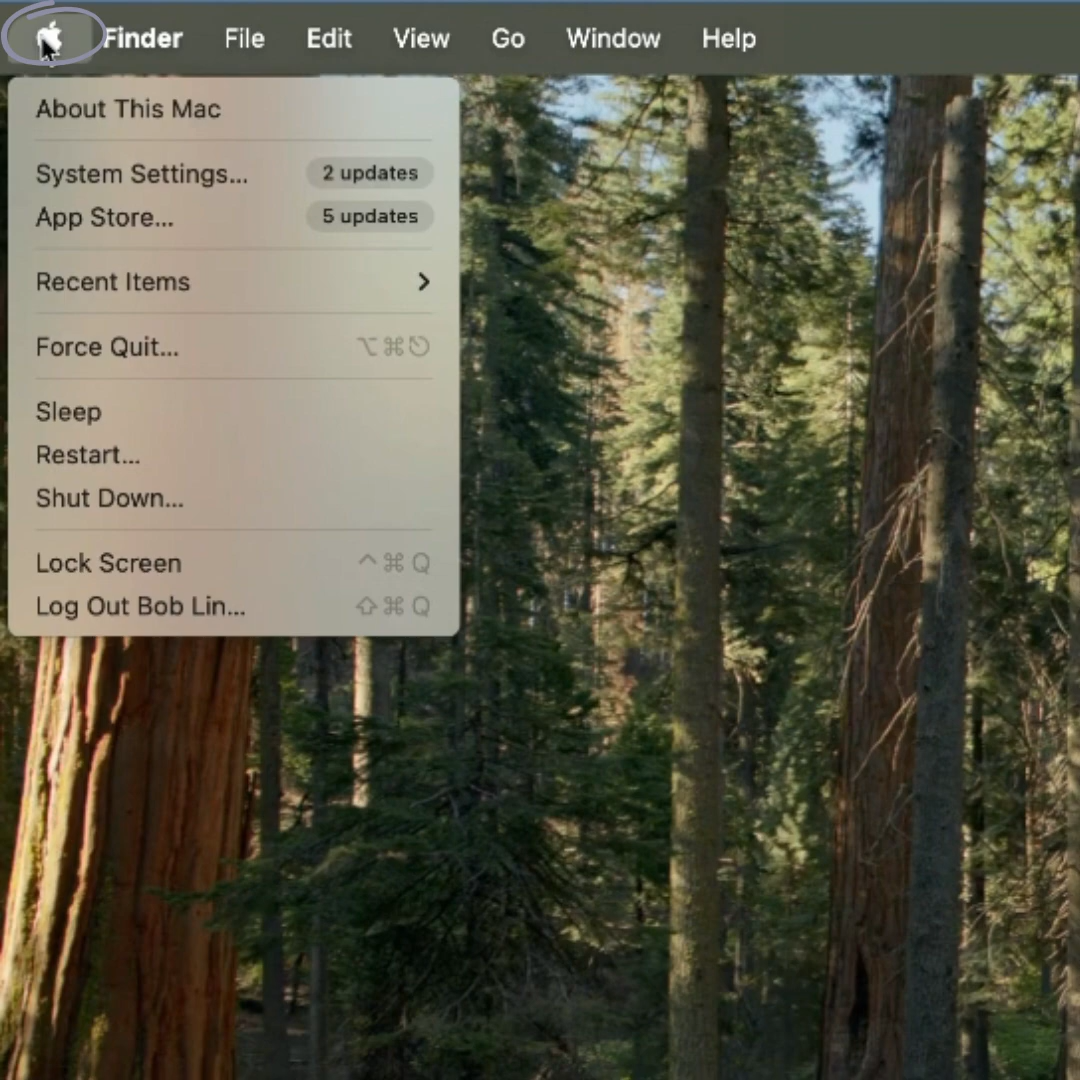 Finder File Edit View Go Window Help
About This Mac
System Settings... 2 updates
App Store... 5 updates
Recent Items >
Force Quit... ⌥⌘⎋
Sleep
Restart...
Shut Down...
Lock Screen ^⌘Q
Log Out Bob Lin... ⇧⌘Q